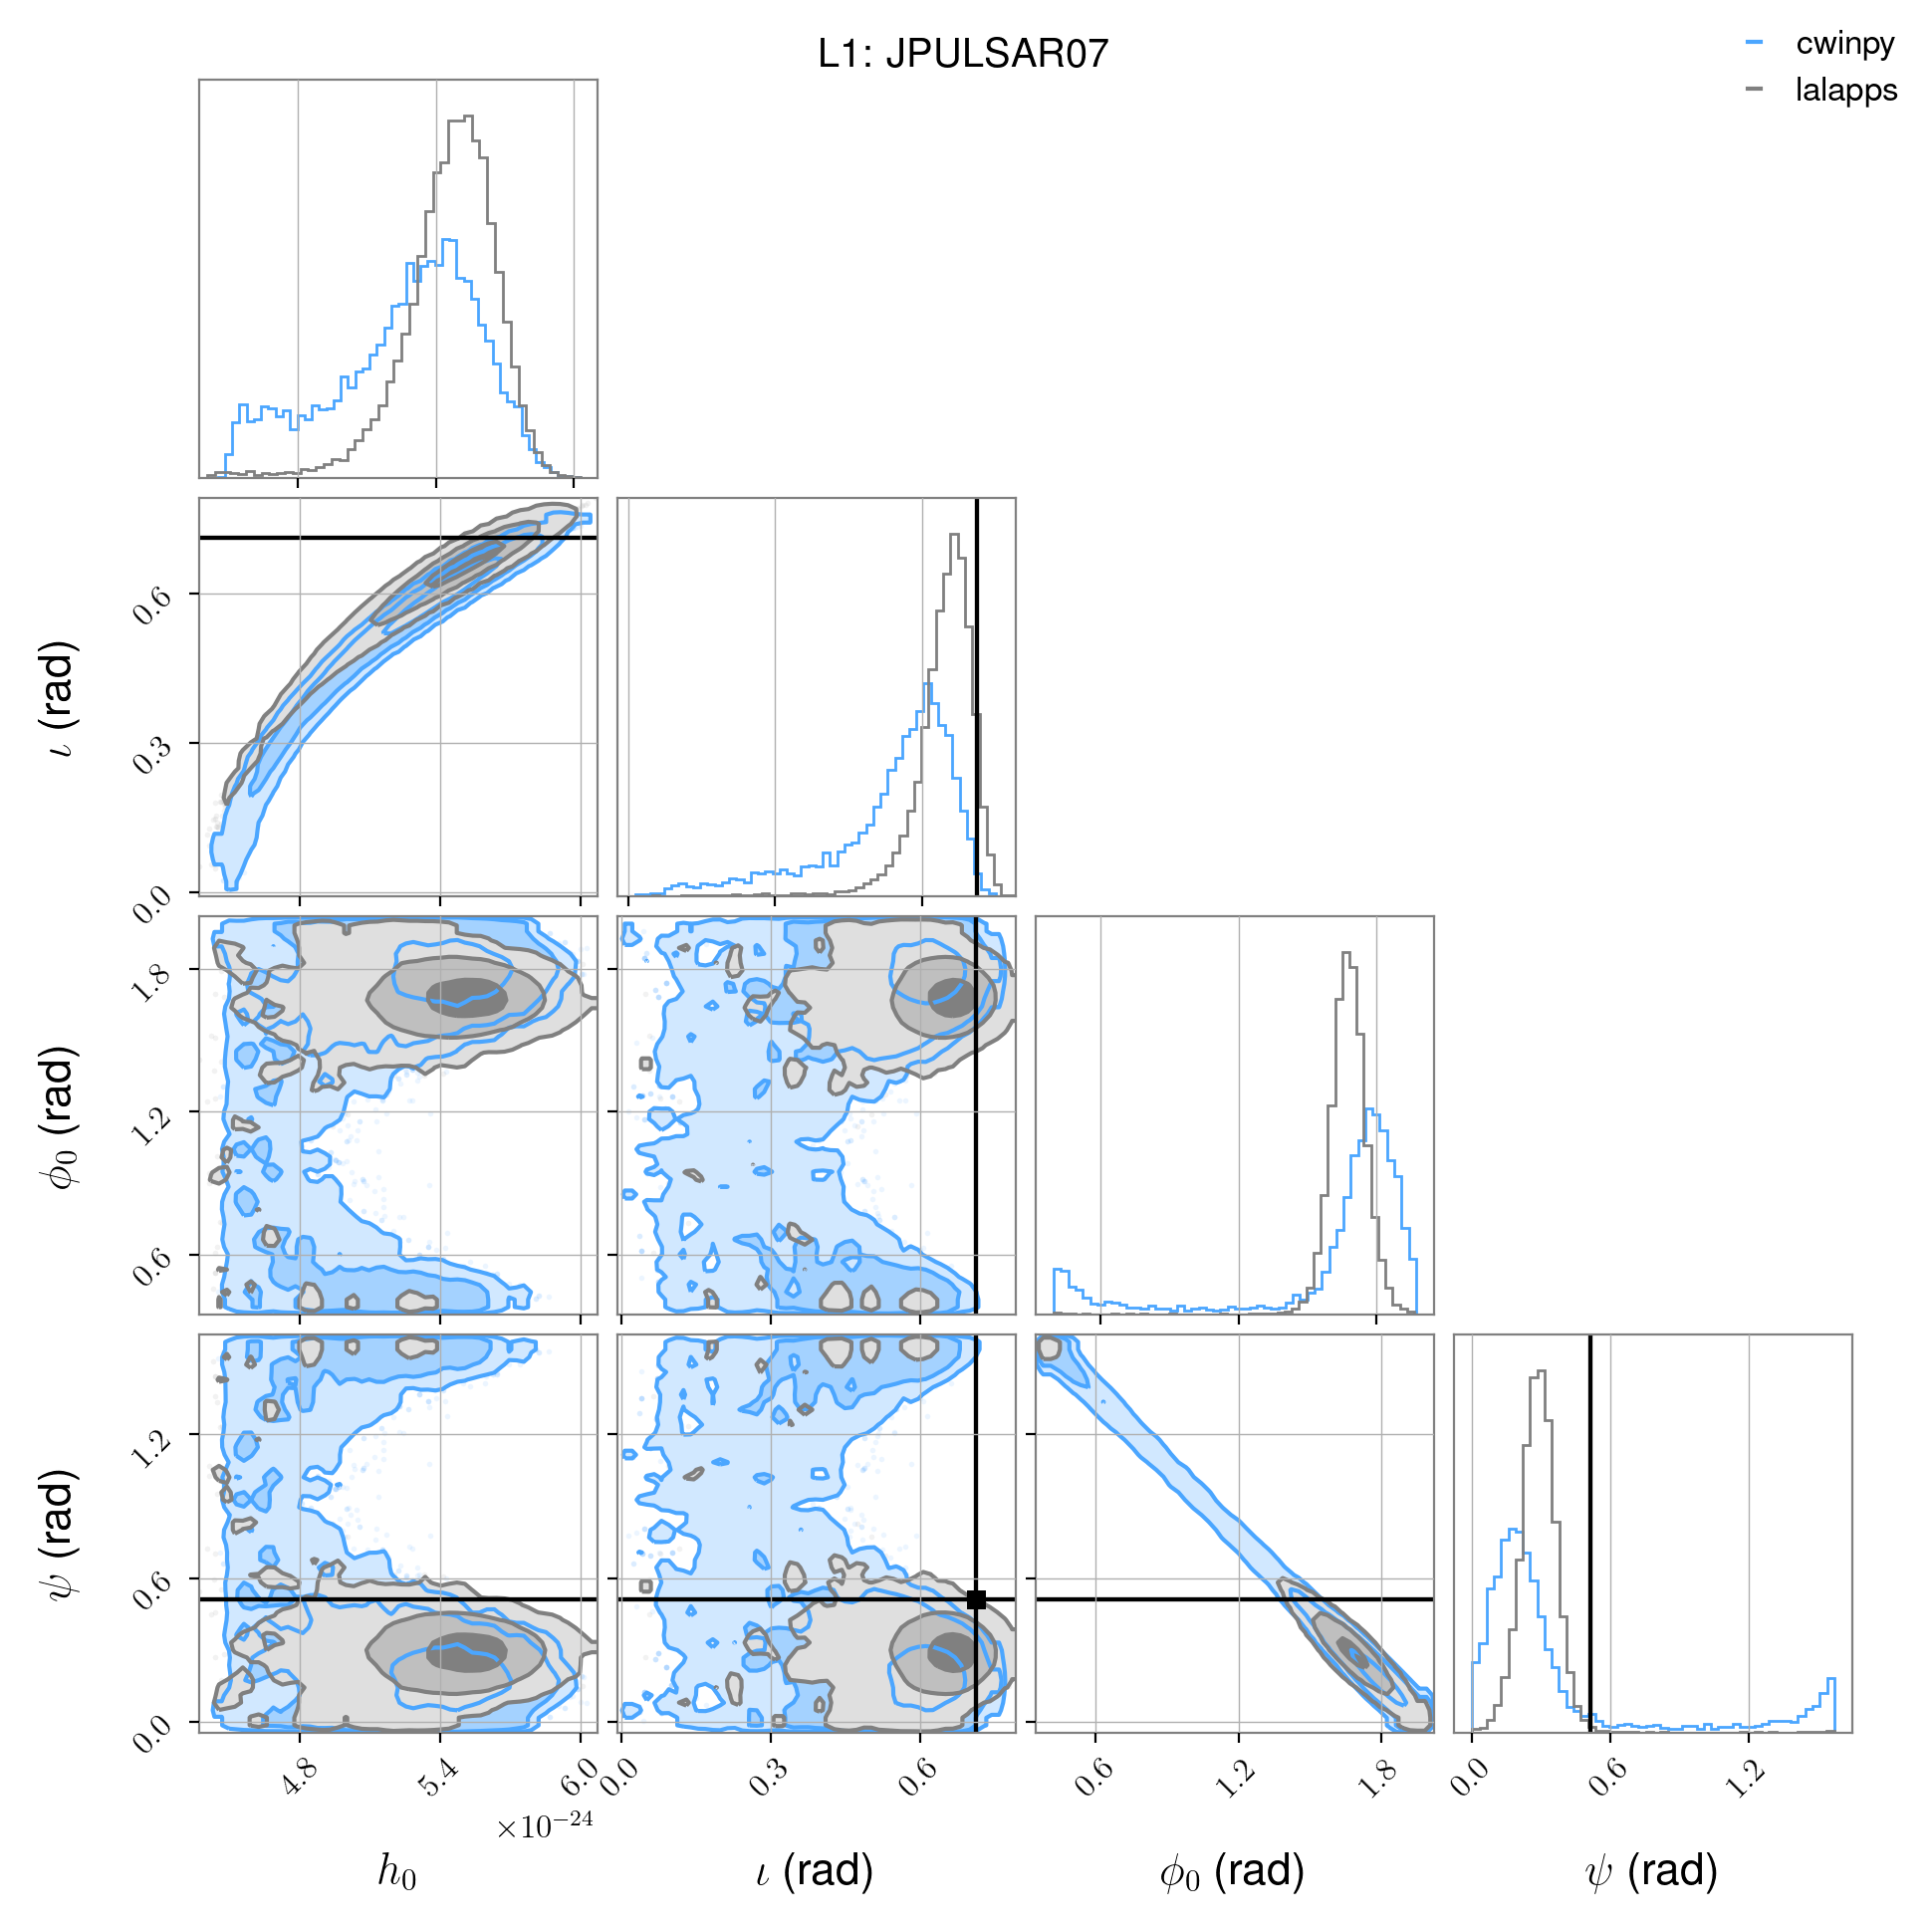 L1: JPULSAR07
cwinpy
lalapps
0.6
0.3
0.0
ι (rad)
1.8
1.2
0.6
ϕ₀ (rad)
1.2
0.6
0.0
ψ (rad)
4.8 5.4 6.0 0.0 0.3 0.6 0.6 1.2 1.8 0.0 0.6 1.2
×10⁻²⁴
h₀ ι (rad) ϕ₀ (rad) ψ (rad)